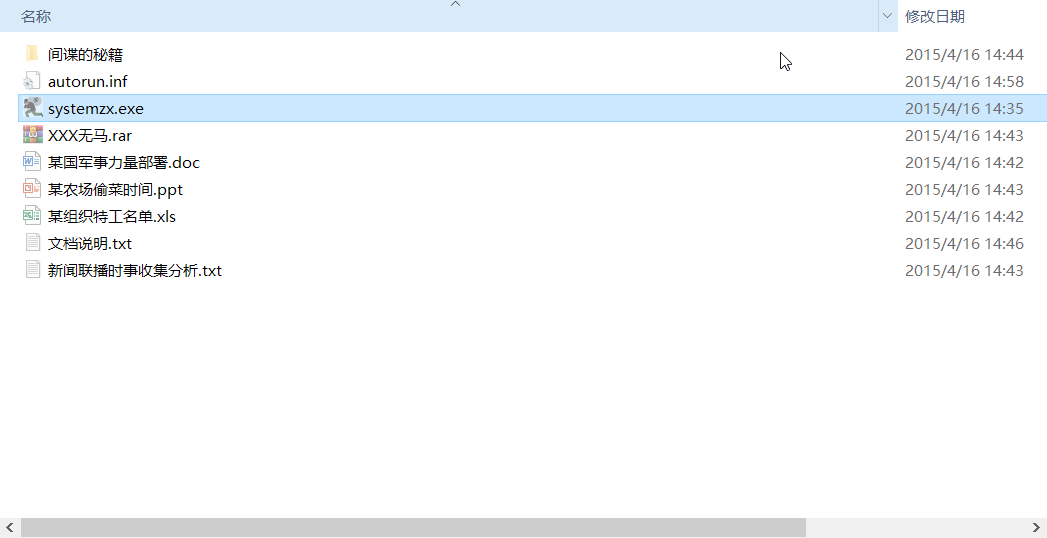 名称 修改日期
间谍的秘籍 2015/4/16 14:44
autorun.inf 2015/4/16 14:58
systemzx.exe 2015/4/16 14:35
XXX无马.rar 2015/4/16 14:43
某国军事力量部署.doc 2015/4/16 14:42
某农场偷菜时间.ppt 2015/4/16 14:43
某组织特工名单.xls 2015/4/16 14:42
文档说明.txt 2015/4/16 14:46
新闻联播时事收集分析.txt 2015/4/16 14:43